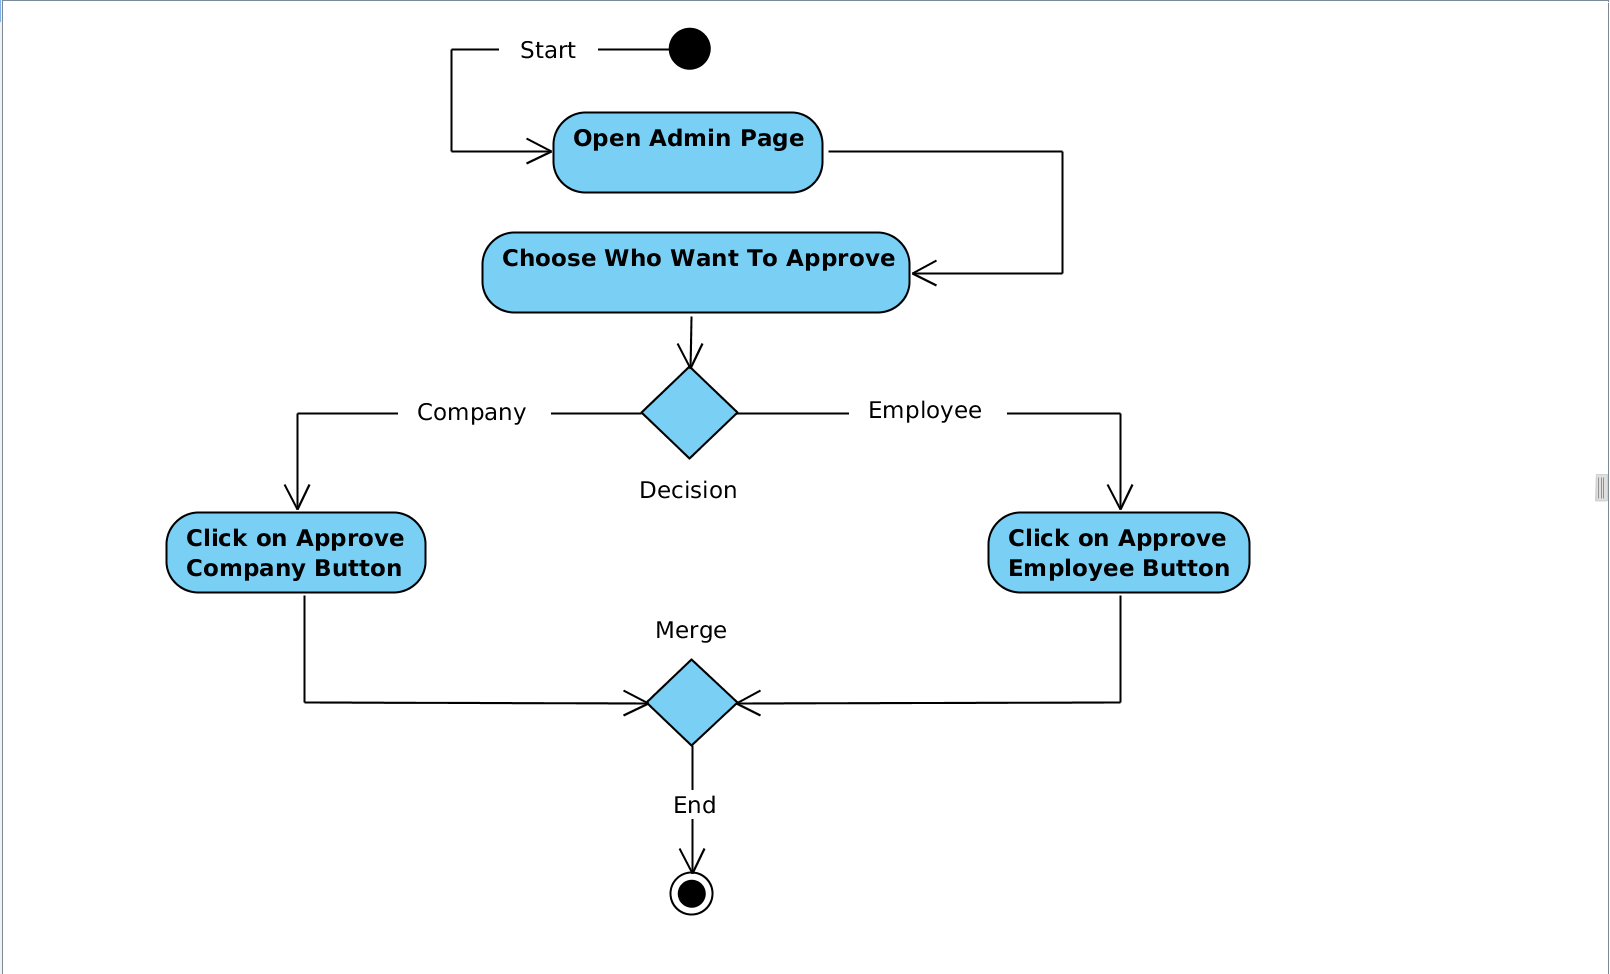 Start
Open Admin Page
Choose Who Want To Approve
Company
Employee
Decision
Click on Approve
Company Button
Click on Approve
Employee Button
Merge
End